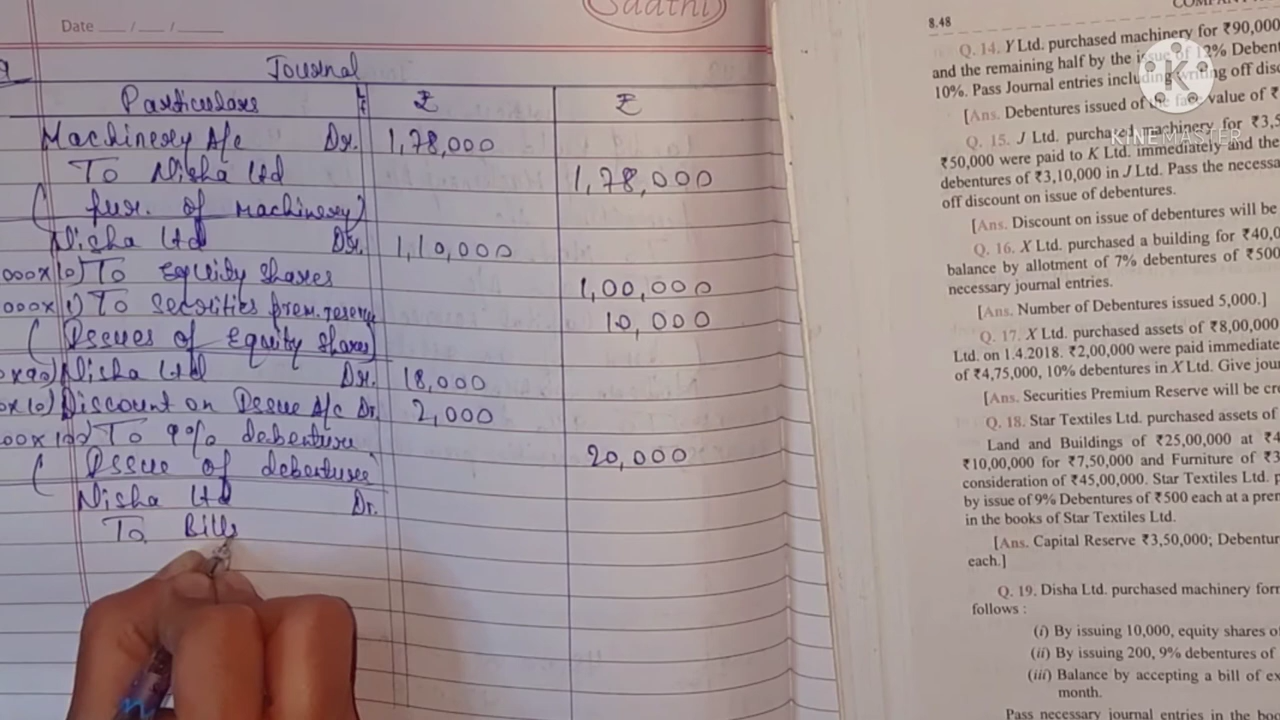 Saathi
Date __/__/____
Journal
Particulars L.F ₹ ₹
Machinery A/c Dr. 1,78,000
To Nisha Ltd 1,78,000
( pur. of machinery)
Nisha Ltd Dr. 1,10,000
000x10) To Equity shares 1,00,000
000x1) To Securities prem. reserve 10,000
( Issues of Equity shares)
0x90) Nisha Ltd Dr. 18,000
0x10) Discount on Issue A/c Dr. 2,000
00x100) To 9% debenture 20,000
( Issue of debentures
Nisha Ltd Dr.
To Bills
8.48
Q. 14. Y Ltd. purchased machinery for ₹90,000
and the remaining half by the issue of 12% Deben
10%. Pass Journal entries including writing off disc
[Ans. Debentures issued of the face value of ₹
Q. 15. J Ltd. purchased machinery for ₹3,5
₹50,000 were paid to K Ltd. immediately and the
debentures of ₹3,10,000 in J Ltd. Pass the necessa
off discount on issue of debentures.
[Ans. Discount on issue of debentures will be
Q. 16. X Ltd. purchased a building for ₹40,0
balance by allotment of 7% debentures of ₹500
necessary journal entries.
[Ans. Number of Debentures issued 5,000.]
Q. 17. X Ltd. purchased assets of ₹8,00,000
Ltd. on 1.4.2018. ₹2,00,000 were paid immediate
of ₹4,75,000, 10% debentures in X Ltd. Give jour
[Ans. Securities Premium Reserve will be cre
Q. 18. Star Textiles Ltd. purchased assets of
Land and Buildings of ₹25,00,000 at ₹4
₹10,00,000 for ₹7,50,000 and Furniture of ₹3
consideration of ₹45,00,000. Star Textiles Ltd. p
by issue of 9% Debentures of ₹500 each at a prem
in the books of Star Textiles Ltd.
[Ans. Capital Reserve ₹3,50,000; Debentur
each.]
Q. 19. Disha Ltd. purchased machinery form
follows :
(i) By issuing 10,000, equity shares o
(ii) By issuing 200, 9% debentures of
(iii) Balance by accepting a bill of ex
month.
Pass necessary journal entries in the boo
K
KINEMASTER